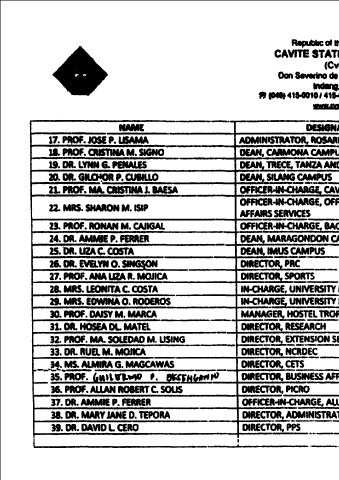 Republic of th
CAVITE STATE
(Cv
Don Severino de
Indang,
☎ (046) 415-0010 / 415-
www.
NAME DESIGNA
17. PROF. JOSE P. LISAMA ADMINISTRATOR, ROSARI
18. PROF. CRISTINA M. SIGNO DEAN, CARMONA CAMPU
19. DR. LYNN G. PENALES DEAN, TRECE, TANZA AND
20. DR. GILCHOR P. CUBILLO DEAN, SILANG CAMPUS
21. PROF. MA. CRISTINA J. BAESA OFFICER-IN-CHARGE, CAV
22. MRS. SHARON M. ISIP OFFICER-IN-CHARGE, OFF
AFFAIRS SERVICES
23. PROF. RONAN M. CAJIGAL OFFICER-IN-CHARGE, BAC
24. DR. AMMIE P. FERRER DEAN, MARAGONDON CA
25. DR. LIZA C. COSTA DEAN, IMUS CAMPUS
26. DR. EVELYN O. SINGSON DIRECTOR, PRC
27. PROF. ANA LIZA R. MOJICA DIRECTOR, SPORTS
28. MRS. LEONITA C. COSTA IN-CHARGE, UNIVERSITY
29. MRS. EDWINA O. RODEROS IN-CHARGE, UNIVERSITY
30. PROF. DAISY M. MARCA MANAGER, HOSTEL TROP
31. DR. HOSEA DL. MATEL DIRECTOR, RESEARCH
32. PROF. MA. SOLEDAD M. LISING DIRECTOR, EXTENSION SE
33. DR. RUEL M. MOJICA DIRECTOR, NCRDEC
34. MS. ALMIRA G. MAGCAWAS DIRECTOR, CETS
35. PROF. GUILERMO P. DESENGANIO DIRECTOR, BUSINESS AFF
36. PROF. ALLAN ROBERT C. SOLIS DIRECTOR, PICRO
37. DR. AMMIE P. FERRER OFFICER-IN-CHARGE, ALU
38. DR. MARY JANE D. TEPORA DIRECTOR, ADMINISTRAT
39. DR. DAVID L. CERO DIRECTOR, PPS